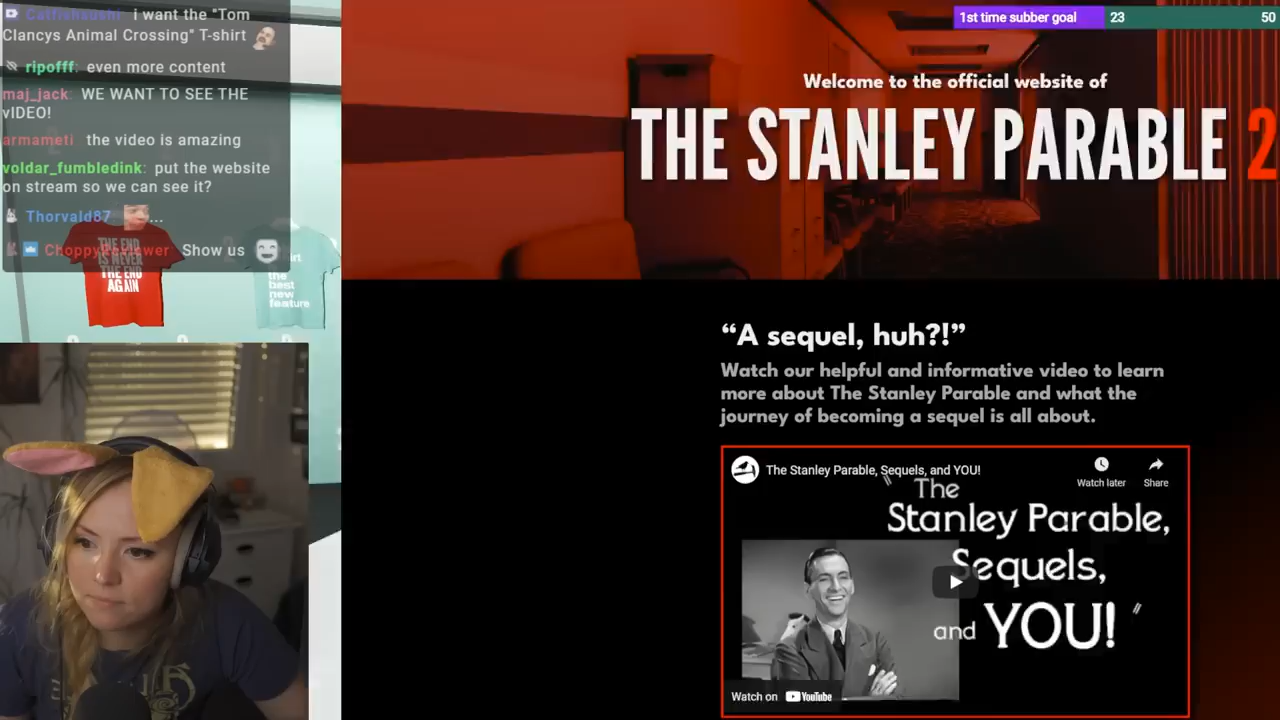 Catfishsushi i want the "Tom
Clancys Animal Crossing" T-shirt
ripofff: even more content
maj_jack: WE WANT TO SEE THE
vIDEO!
armameti the video is amazing
voldar_fumbledink: put the website
on stream so we can see it?
Thorvald87 ...
Show us
THE END
IS NEVER
THE END
AGAIN
the
best
new
feature
1st time subber goal 23 50
Welcome to the official website of
THE STANLEY PARABLE 2
“A sequel, huh?!”
Watch our helpful and informative video to learn
more about The Stanley Parable and what the
journey of becoming a sequel is all about.
The Stanley Parable, Sequels, and YOU!
Watch later Share
"The
Stanley Parable,
Sequels,
and YOU!"
Watch on YouTube